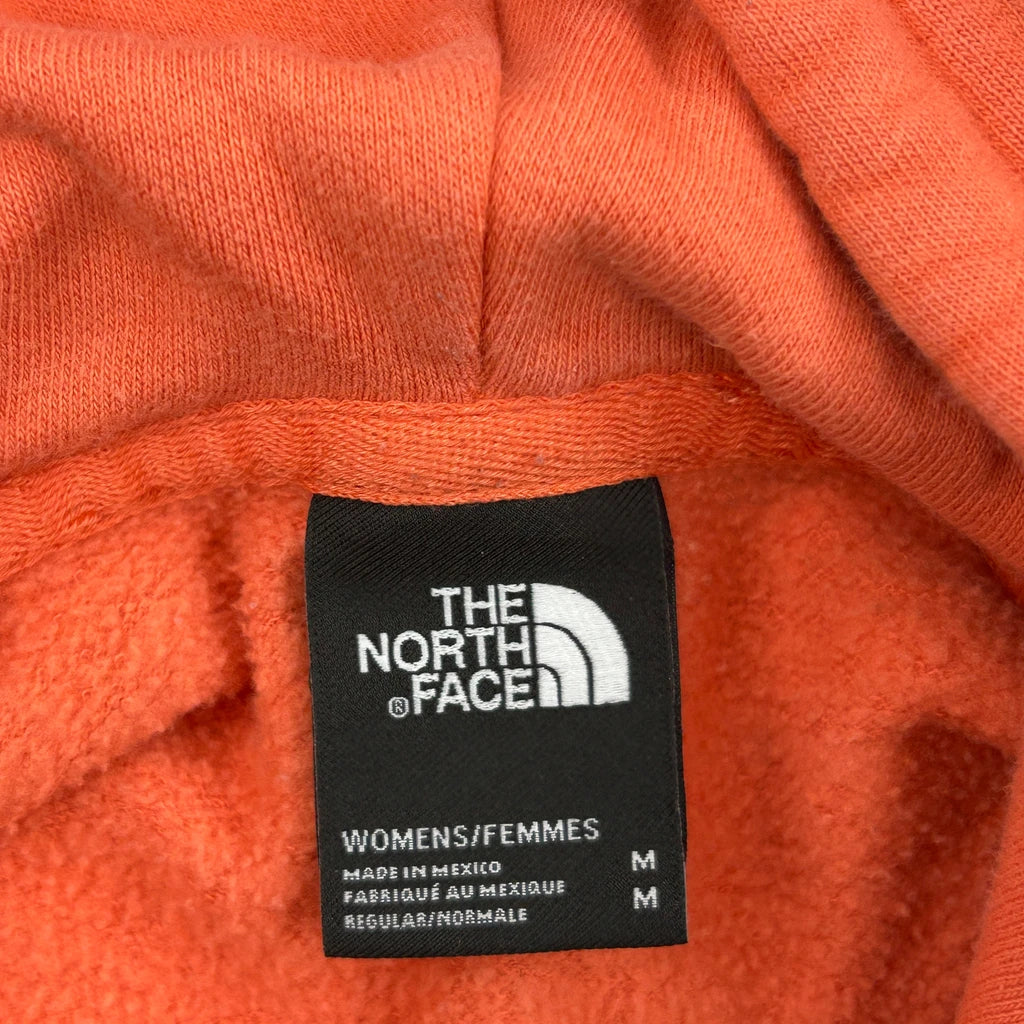 THE
NORTH
® FACE
WOMENS/FEMMES
MADE IN MEXICO M
FABRIQUÉ AU MEXIQUE M
REGULAR/NORMALE